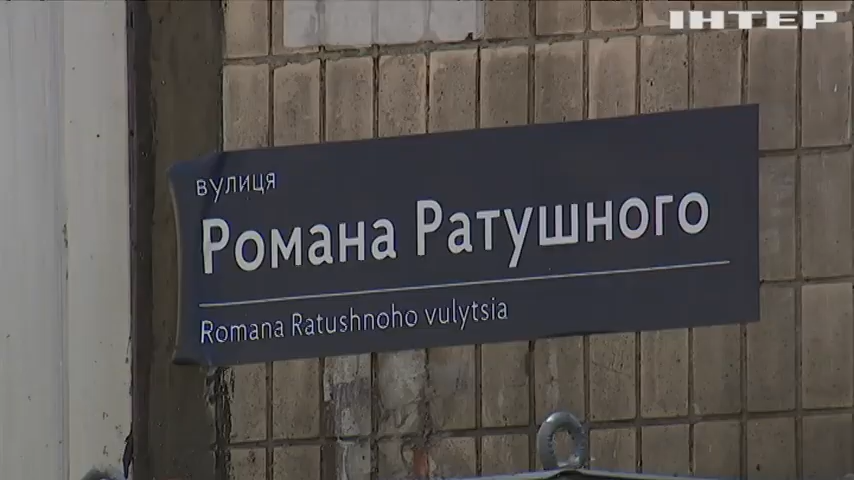 ІНТЕР
вулиця
Романа Ратушного
Romana Ratushnoho vulytsia